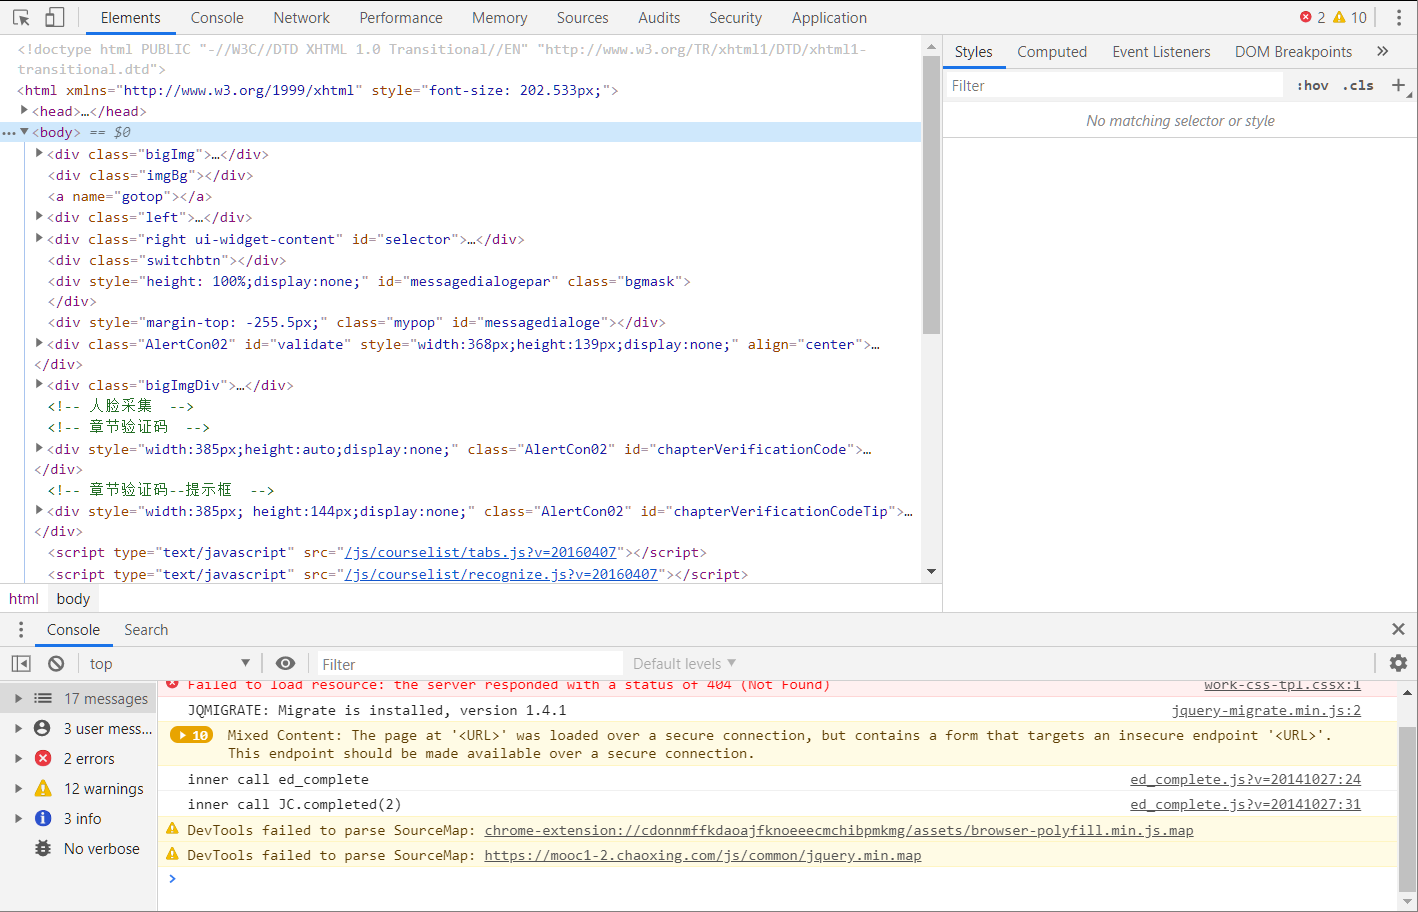 Elements Console Network Performance Memory Sources Audits Security Application 2 10
<!doctype html PUBLIC "-//W3C//DTD XHTML 1.0 Transitional//EN" "http://www.w3.org/TR/xhtml1/DTD/xhtml1-
transitional.dtd">
<html xmlns="http://www.w3.org/1999/xhtml" style="font-size: 202.533px;">
<head>…</head>
<body> == $0
<div class="bigImg">…</div>
<div class="imgBg"></div>
<a name="gotop"></a>
<div class="left">…</div>
<div class="right ui-widget-content" id="selector">…</div>
<div class="switchbtn"></div>
<div style="height: 100%;display:none;" id="messagedialogepar" class="bgmask">
</div>
<div style="margin-top: -255.5px;" class="mypop" id="messagedialoge"></div>
<div class="AlertCon02" id="validate" style="width:368px;height:139px;display:none;" align="center">…
</div>
<div class="bigImgDiv">…</div>
<!-- 人脸采集 -->
<!-- 章节验证码 -->
<div style="width:385px;height:auto;display:none;" class="AlertCon02" id="chapterVerificationCode">…
</div>
<!-- 章节验证码--提示框 -->
<div style="width:385px; height:144px;display:none;" class="AlertCon02" id="chapterVerificationCodeTip">…
</div>
<script type="text/javascript" src="/js/courselist/tabs.js?v=20160407"></script>
<script type="text/javascript" src="/js/courselist/recognize.js?v=20160407"></script>
html body
Styles Computed Event Listeners DOM Breakpoints »
Filter :hov .cls +
No matching selector or style
Console Search
top Filter Default levels
17 messages
3 user mess...
2 errors
12 warnings
3 info
No verbose
Failed to load resource: the server responded with a status of 404 (Not Found) work-css-tpl.cssx:1
JQMIGRATE: Migrate is installed, version 1.4.1 jquery-migrate.min.js:2
10 Mixed Content: The page at '<URL>' was loaded over a secure connection, but contains a form that targets an insecure endpoint '<URL>'.
This endpoint should be made available over a secure connection.
inner call ed_complete ed_complete.js?v=20141027:24
inner call JC.completed(2) ed_complete.js?v=20141027:31
DevTools failed to parse SourceMap: chrome-extension://cdonnmffkdaoajfknoeeecmchibpmkmg/assets/browser-polyfill.min.js.map
DevTools failed to parse SourceMap: https://mooc1-2.chaoxing.com/js/common/jquery.min.map